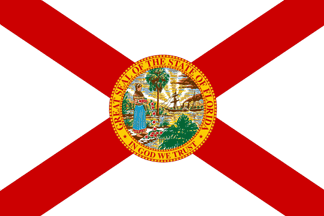 GREAT SEAL OF THE STATE OF FLORIDA
IN GOD WE TRUST